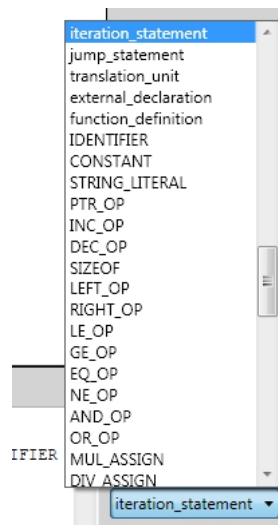 iteration_statement
jump_statement
translation_unit
external_declaration
function_definition
IDENTIFIER
CONSTANT
STRING_LITERAL
PTR_OP
INC_OP
DEC_OP
SIZEOF
LEFT_OP
RIGHT_OP
LE_OP
GE_OP
EQ_OP
NE_OP
AND_OP
OR_OP
IFIER
MUL_ASSIGN
DIV_ASSIGN
iteration_statement